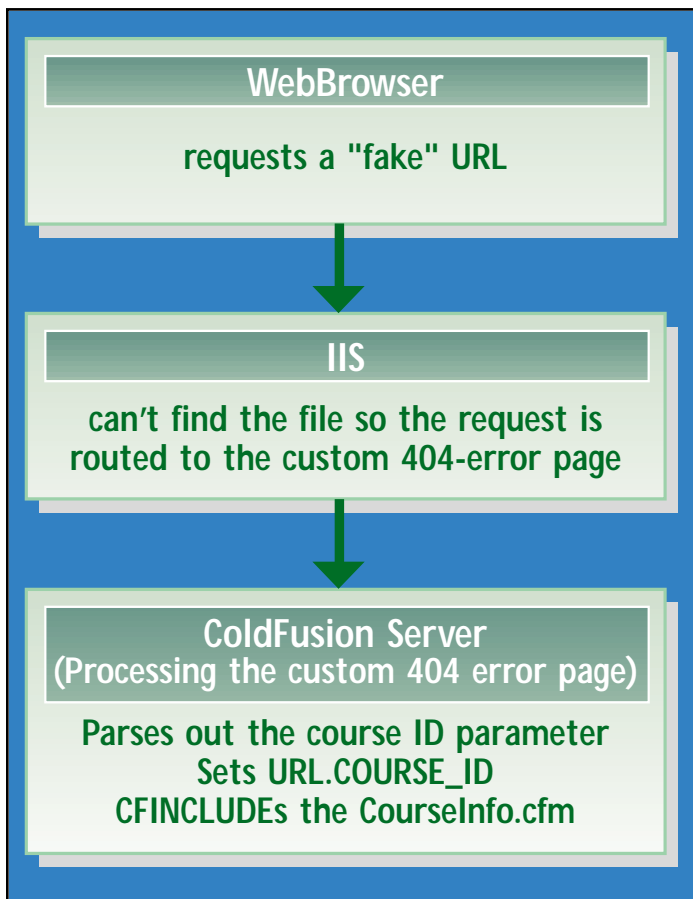 WebBrowser
requests a "fake" URL
IIS
can't find the file so the request is
routed to the custom 404-error page
ColdFusion Server
(Processing the custom 404 error page)
Parses out the course ID parameter
Sets URL.COURSE_ID
CFINCLUDEs the CourseInfo.cfm